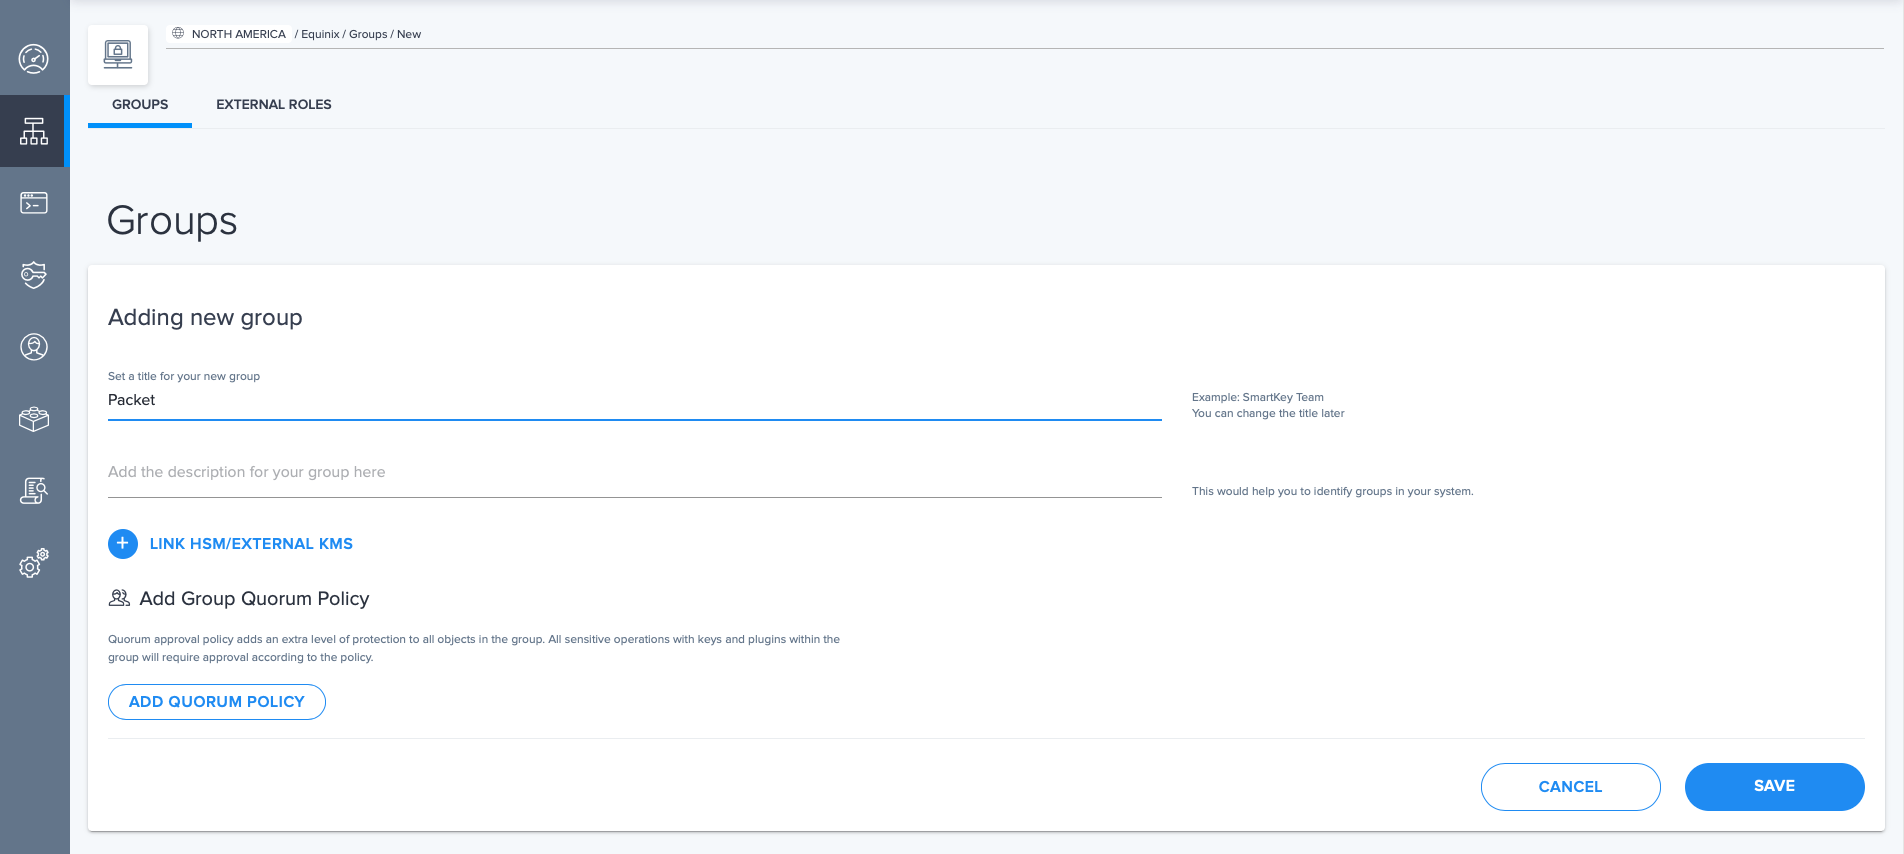 NORTH AMERICA / Equinix / Groups / New
GROUPS EXTERNAL ROLES
Groups
Adding new group
Set a title for your new group
Packet
Example: SmartKey Team
You can change the title later
Add the description for your group here
This would help you to identify groups in your system.
+ LINK HSM/EXTERNAL KMS
Add Group Quorum Policy
Quorum approval policy adds an extra level of protection to all objects in the group. All sensitive operations with keys and plugins within the
group will require approval according to the policy.
ADD QUORUM POLICY
CANCEL SAVE